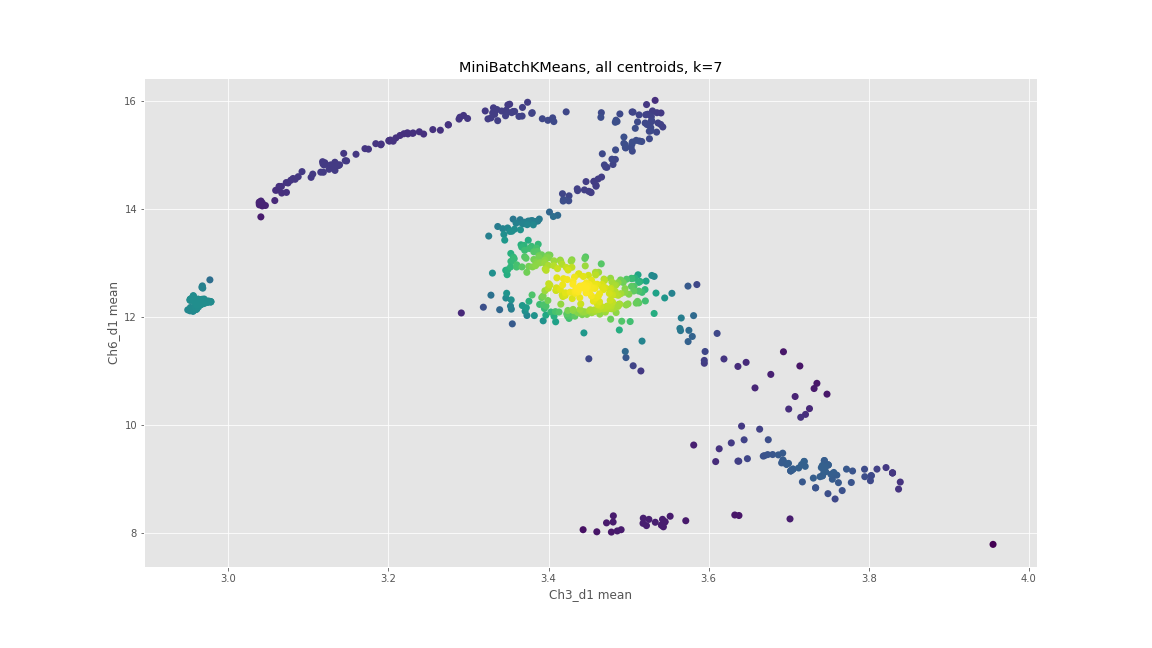 MiniBatchKMeans, all centroids, k=7
Ch6_d1 mean
16
14
12
10
8
3.0 3.2 3.4 3.6 3.8 4.0
Ch3_d1 mean